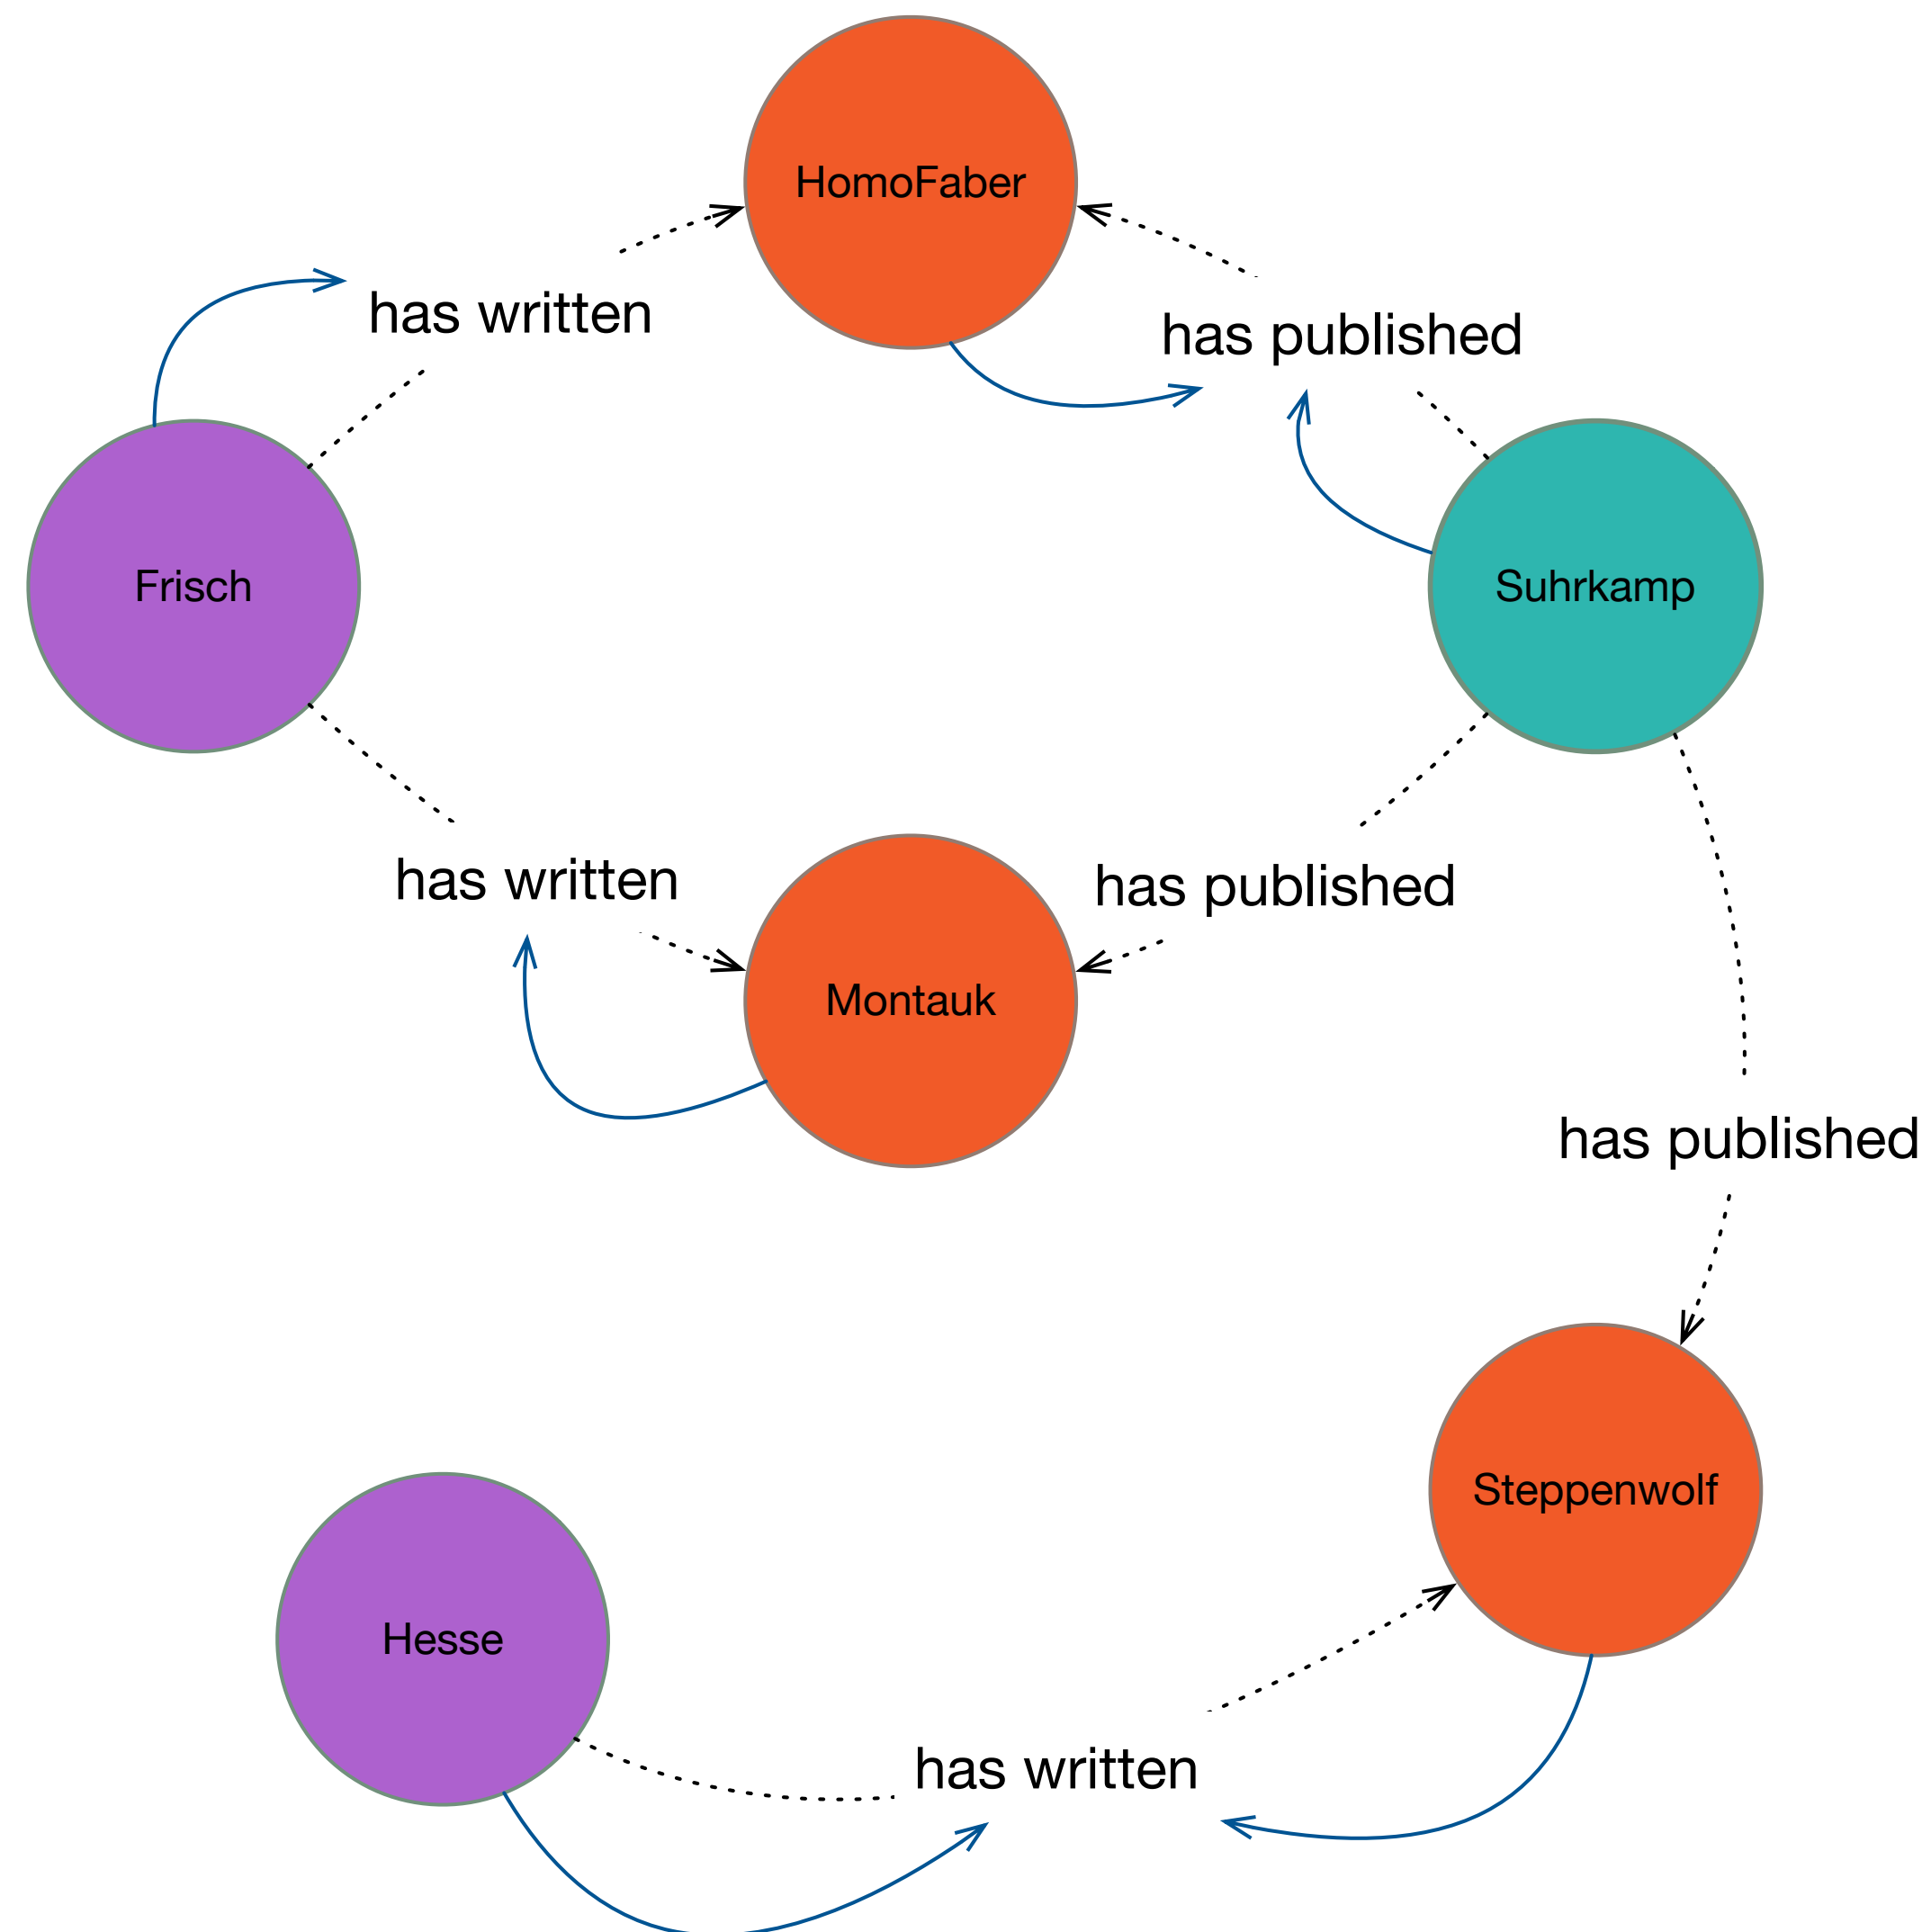 HomoFaber
has written
has published
Frisch
Suhrkamp
has written
has published
Montauk
has published
Steppenwolf
Hesse
has written